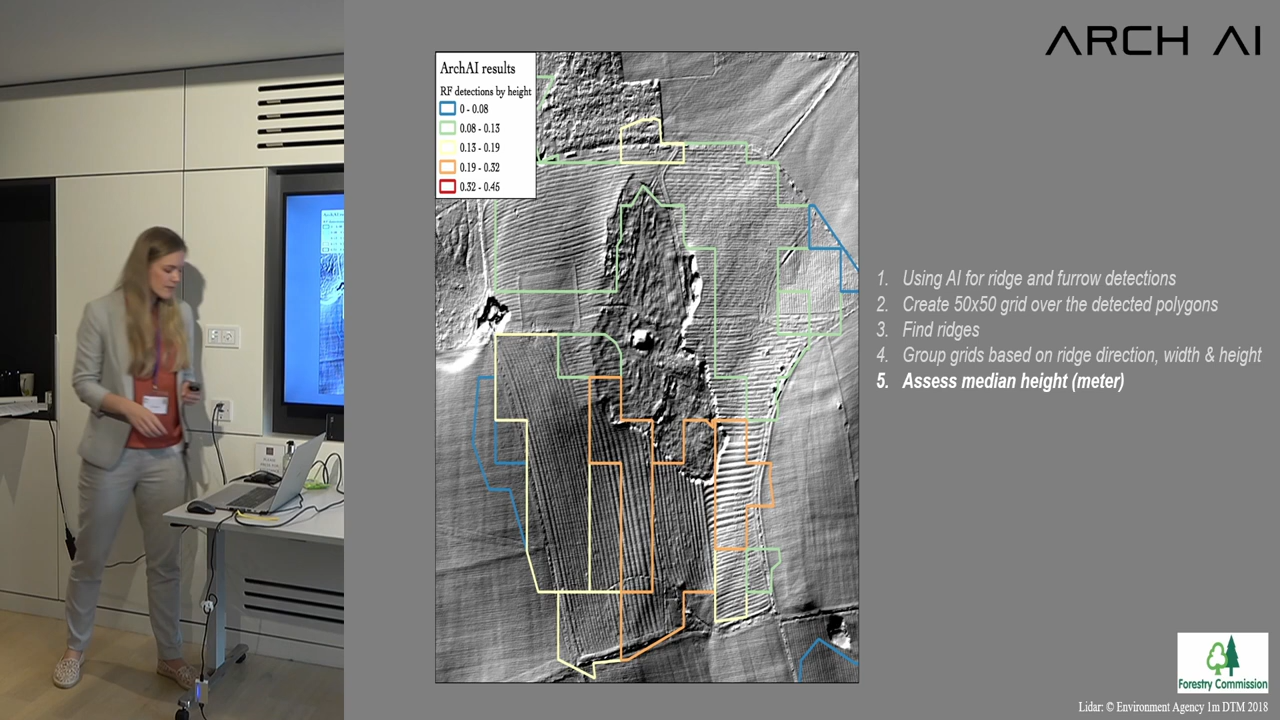 ARCH AI
ArchAI results
RF detections by height
0 - 0.08
0.08 - 0.13
0.13 - 0.19
0.19 - 0.32
0.32 - 0.45
1. Using AI for ridge and furrow detections
2. Create 50x50 grid over the detected polygons
3. Find ridges
4. Group grids based on ridge direction, width & height
5. Assess median height (meter)
Forestry Commission
Lidar: © Environment Agency 1m DTM 2018